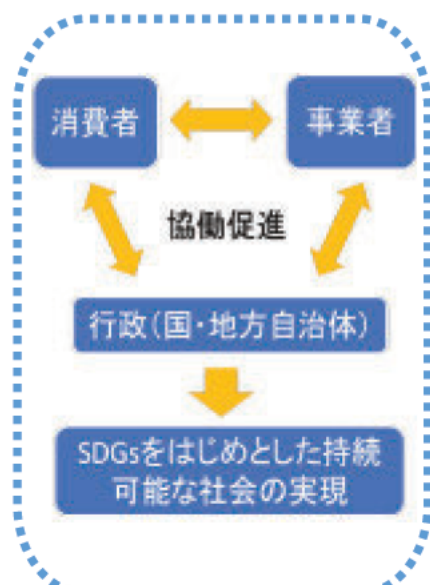 消費者
事業者
協働促進
行政(国・地方自治体)
SDGsをはじめとした持続
可能な社会の実現